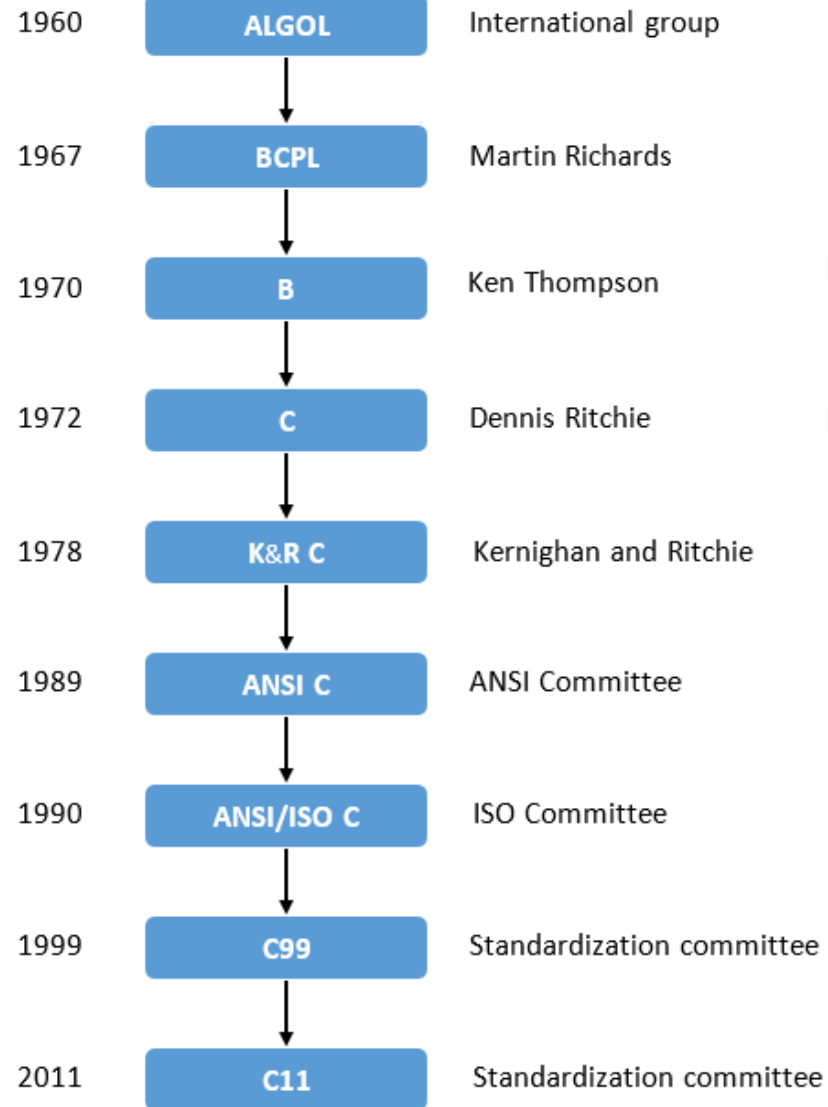 1960 ALGOL International group
1967 BCPL Martin Richards
1970 B Ken Thompson
1972 C Dennis Ritchie
1978 K&R C Kernighan and Ritchie
1989 ANSI C ANSI Committee
1990 ANSI/ISO C ISO Committee
1999 C99 Standardization committee
2011 C11 Standardization committee